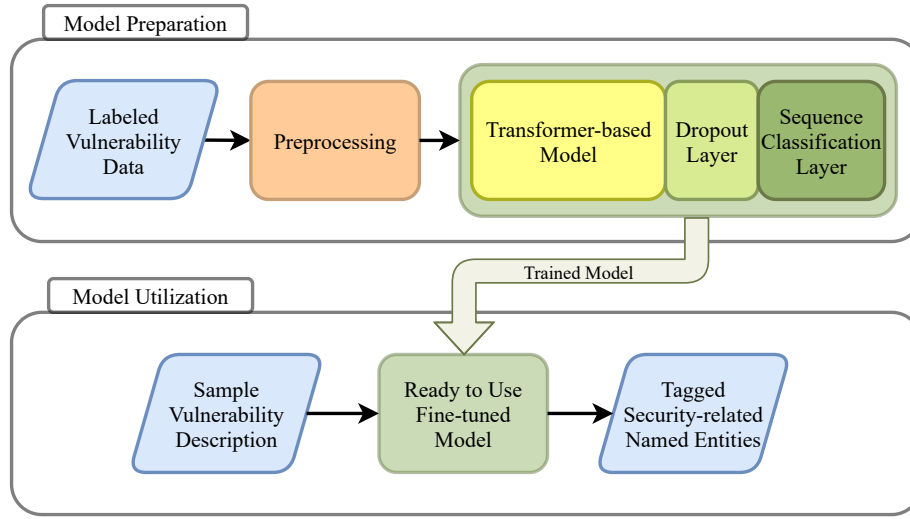 Model Preparation
Labeled
Vulnerability
Data
Preprocessing
Transformer-based
Model
Dropout
Layer
Sequence
Classification
Layer
Trained Model
Model Utilization
Sample
Vulnerability
Description
Ready to Use
Fine-tuned
Model
Tagged
Security-related
Named Entities